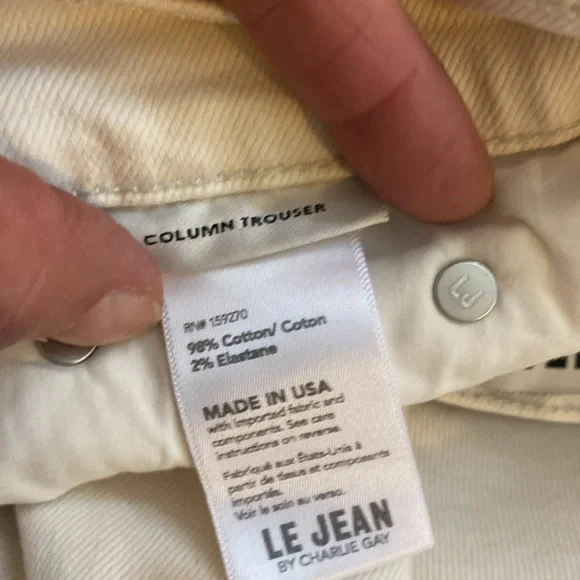 COLUMN TROUSER
RN# 159270
98% Cotton/ Coton
2% Elastane
MADE IN USA
with imported fabric and
components. See care
instructions on reverse.
Fabriqué aux États-Unis à
partir de tissus et composants
importés.
Voir le soin au verso.
LE JEAN
BY CHARLIE GAY
LJ